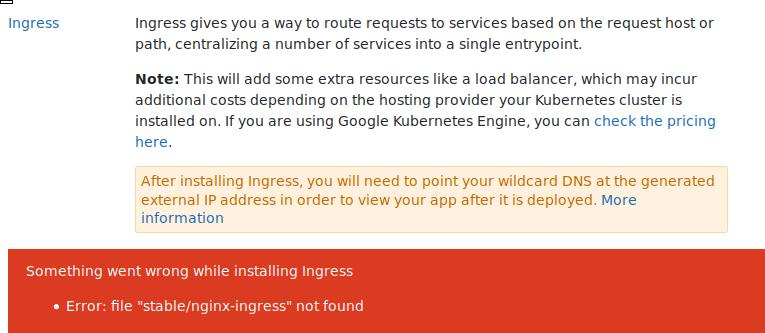 Ingress
Ingress gives you a way to route requests to services based on the request host or
path, centralizing a number of services into a single entrypoint.
Note: This will add some extra resources like a load balancer, which may incur
additional costs depending on the hosting provider your Kubernetes cluster is
installed on. If you are using Google Kubernetes Engine, you can check the pricing
here.
After installing Ingress, you will need to point your wildcard DNS at the generated
external IP address in order to view your app after it is deployed. More
information
Something went wrong while installing Ingress
• Error: file "stable/nginx-ingress" not found